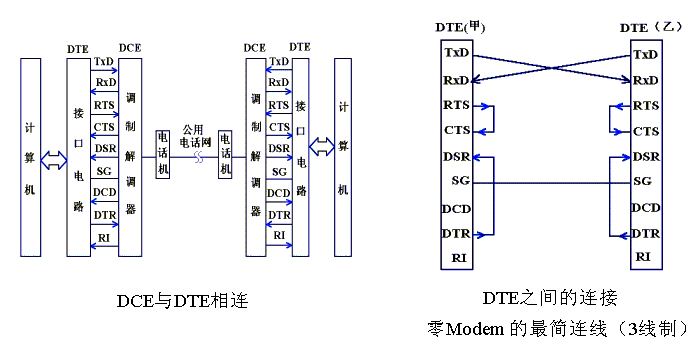 DTE DCE
DCE DTE
计算机
接口电路
TxD
RxD
RTS
CTS
DSR
SG
DCD
DTR
RI
调制解调器
电话机
公用
电话网
电话机
调制解调器
TxD
RxD
RTS
CTS
DSR
SG
DCD
DTR
RI
接口电路
计算机
DCE与DTE相连
DTE(甲)
TxD
RxD
RTS
CTS
DSR
SG
DCD
DTR
RI
DTE（乙）
TxD
RxD
RTS
CTS
DSR
SG
DCD
DTR
RI
DTE之间的连接
零Modem 的最简连线（3线制）